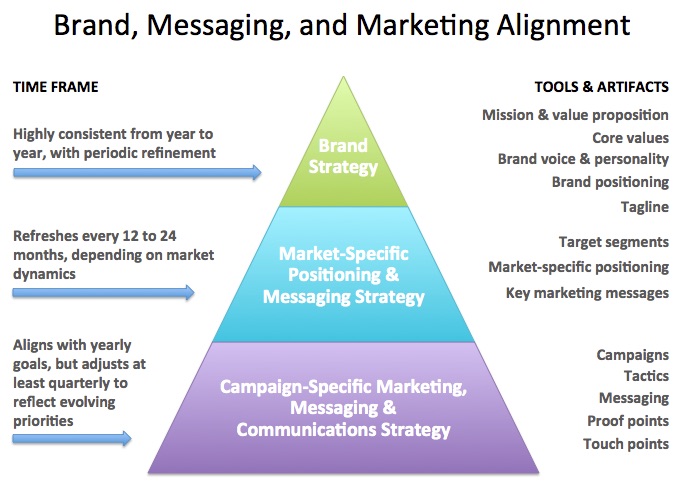 Brand, Messaging, and Marketing Alignment
TIME FRAME
TOOLS & ARTIFACTS
Highly consistent from year to
year, with periodic refinement
Brand
Strategy
Mission & value proposition
Core values
Brand voice & personality
Brand positioning
Tagline
Refreshes every 12 to 24
months, depending on market
dynamics
Market-Specific
Positioning &
Messaging Strategy
Target segments
Market-specific positioning
Key marketing messages
Aligns with yearly
goals, but adjusts at
least quarterly to
reflect evolving
priorities
Campaign-Specific Marketing,
Messaging &
Communications Strategy
Campaigns
Tactics
Messaging
Proof points
Touch points